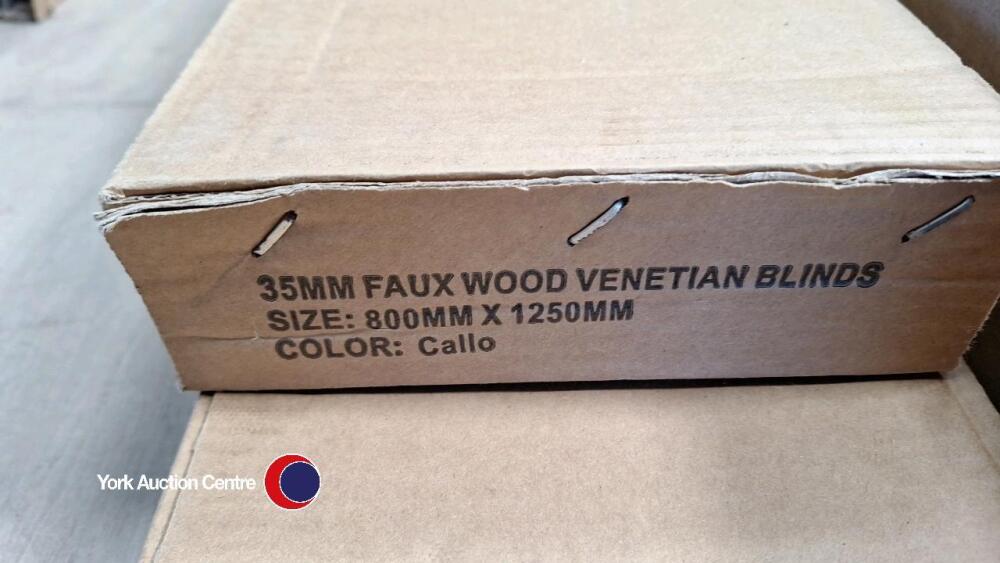 35MM FAUX WOOD VENETIAN BLINDS
SIZE: 800MM X 1250MM
COLOR: Callo
York Auction Centre